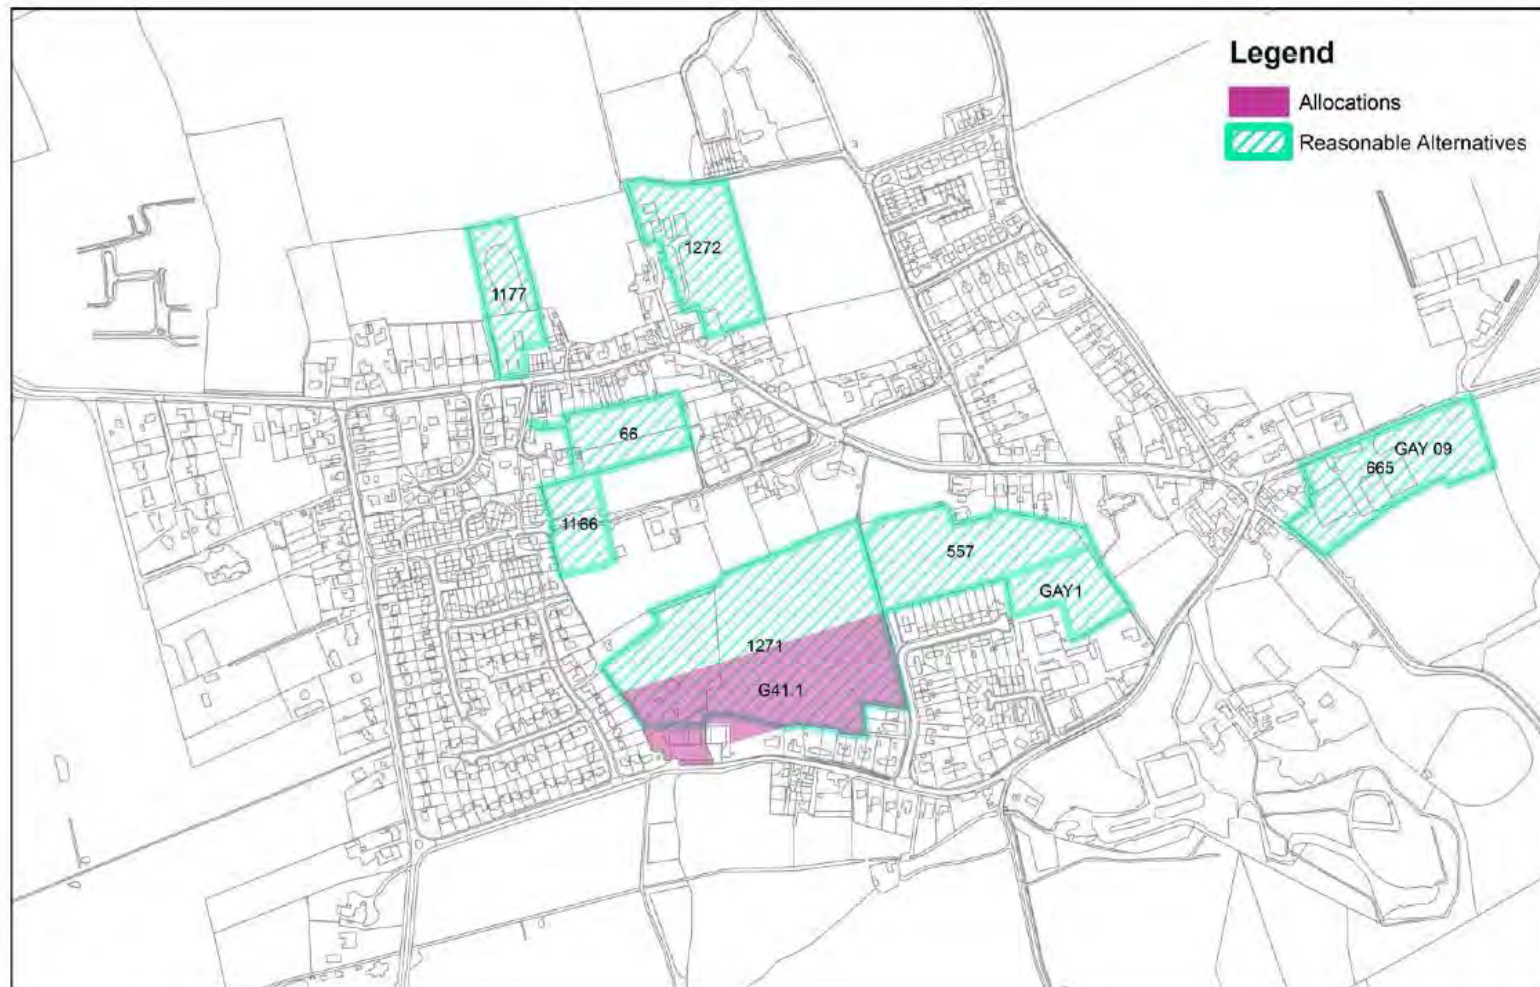 Legend
Allocations
Reasonable Alternatives
1272
1177
66
GAY 09
665
1166
557
GAY1
1271
G41.1